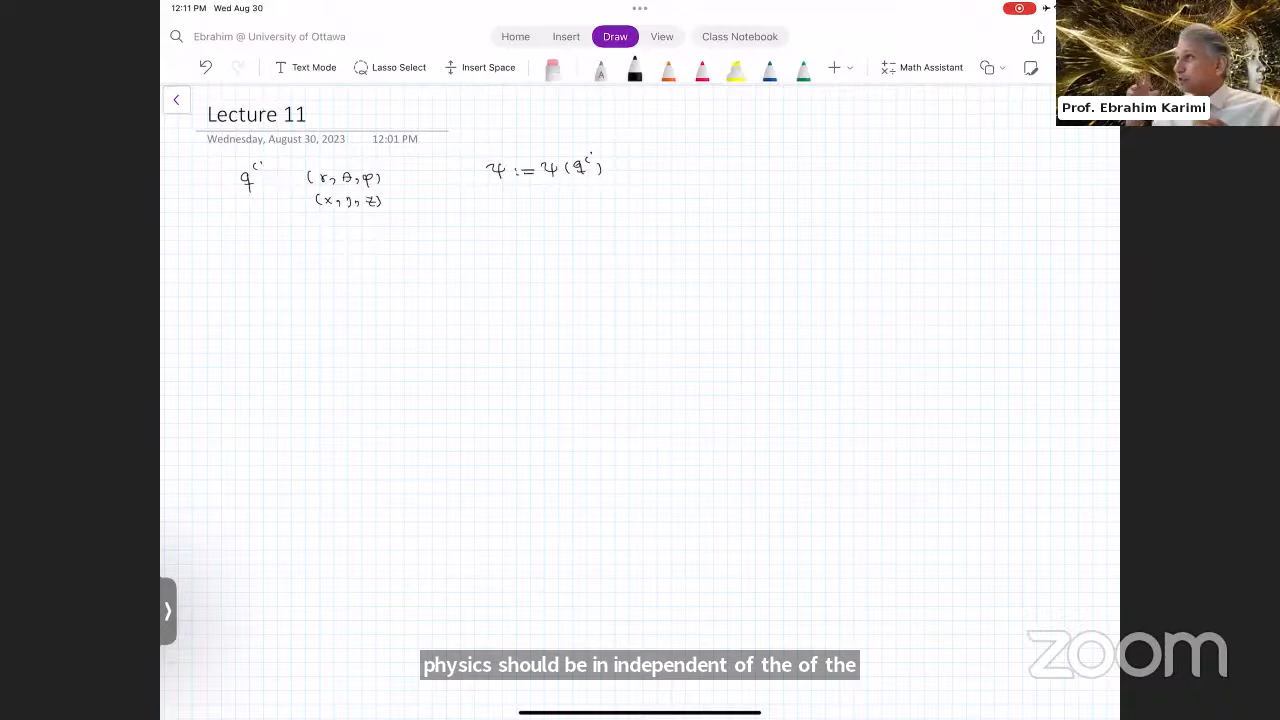 12:11 PM Wed Aug 30
Ebrahim @ University of Ottawa
Home Insert Draw View Class Notebook
Text Mode Lasso Select Insert Space Math Assistant
Prof. Ebrahim Karimi
Lecture 11
Wednesday, August 30, 2023 12:01 PM
qⁱ (r, θ, φ) Ψ := Ψ(qⁱ)
(x, y, z)
physics should be in independent of the of the
zoom